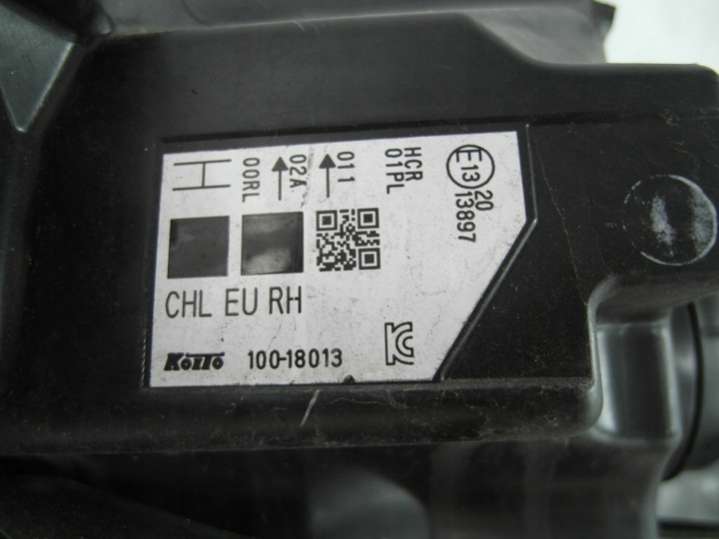 HCR
01PL
011
02A
00RL
E13
20
13897
CHL EU RH
KOITO 100-18013